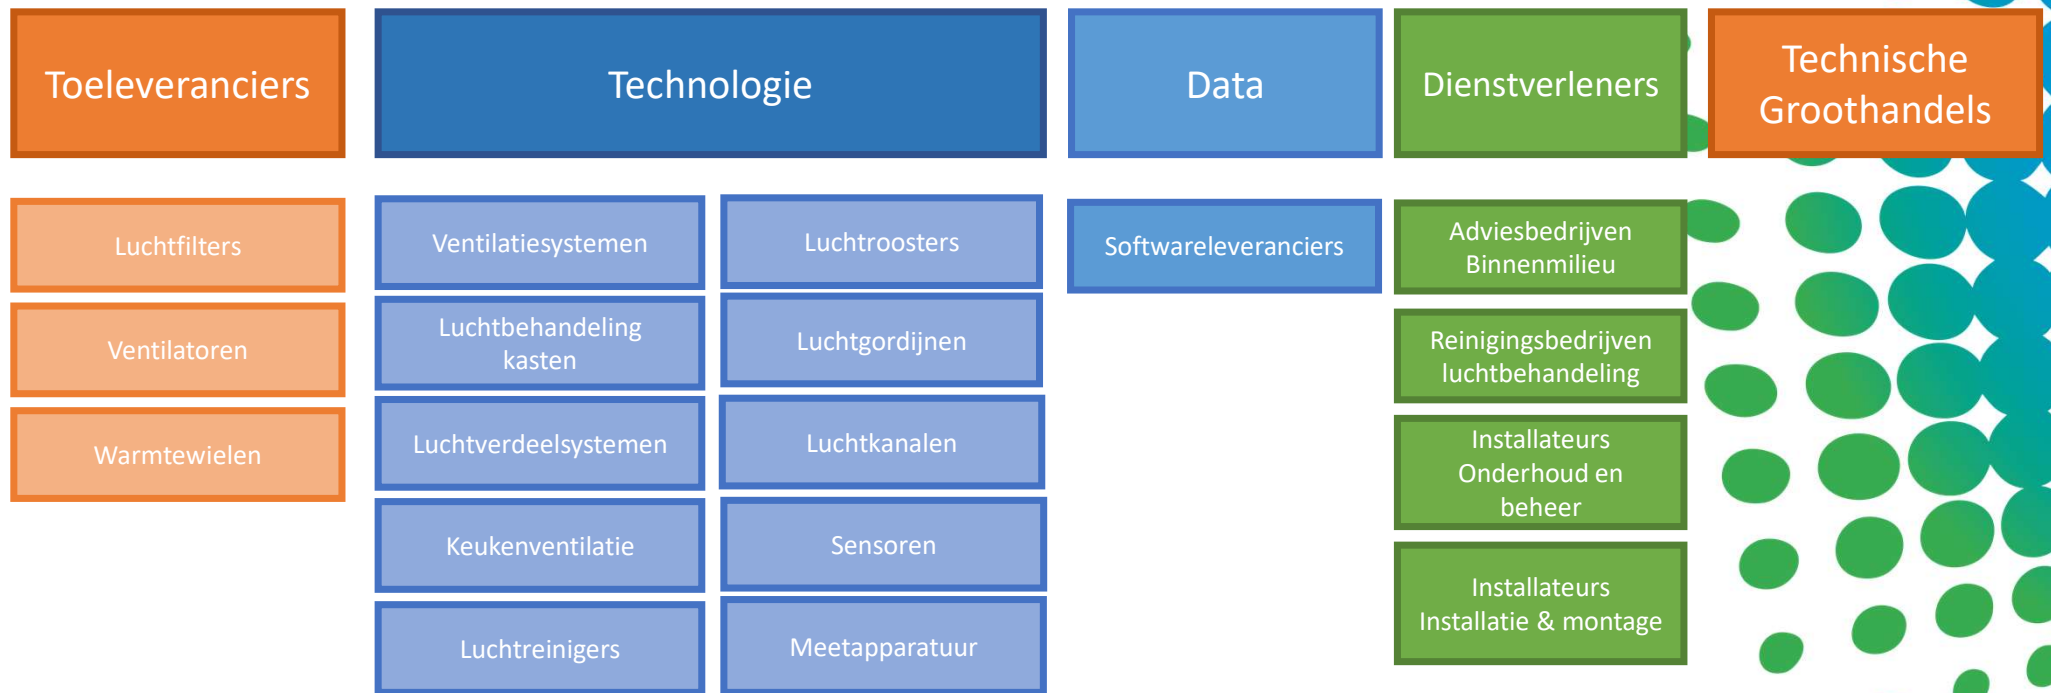 Toeleveranciers
Technologie
Data
Dienstverleners
Technische
Groothandels
Luchtfilters
Ventilatoren
Warmtewielen
Ventilatiesystemen
Luchtbehandeling
kasten
Luchtverdeelsystemen
Keukenventilatie
Luchtreinigers
Luchtroosters
Luchtgordijnen
Luchtkanalen
Sensoren
Meetapparatuur
Softwareleveranciers
Adviesbedrijven
Binnenmilieu
Reinigingsbedrijven
luchtbehandeling
Installateurs
Onderhoud en
beheer
Installateurs
Installatie & montage